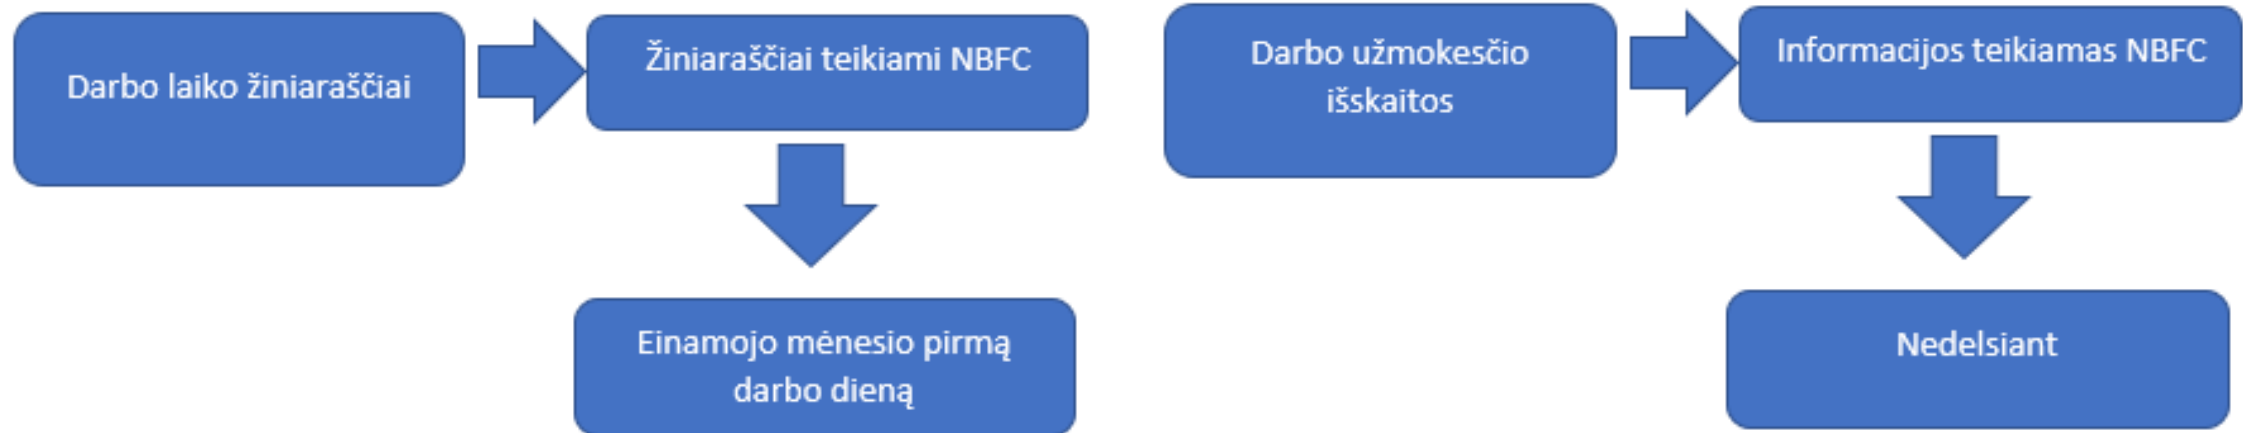 Darbo laiko žiniaraščiai
Žiniaraščiai teikiami NBFC
Einamojo mėnesio pirmą
darbo dieną
Darbo užmokesčio
išskaitos
Informacijos teikiamas NBFC
Nedelsiant